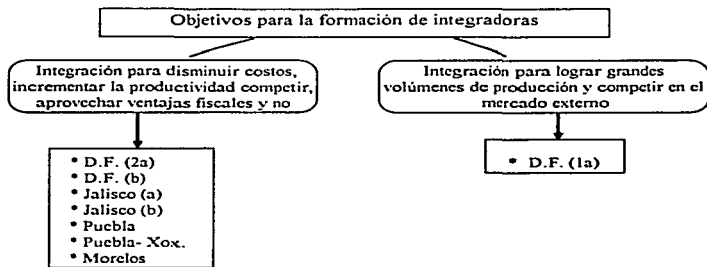 Objetivos para la formación de integradoras
Integración para disminuir costos,
incrementar la productividad competir,
aprovechar ventajas fiscales y no
Integración para lograr grandes
volúmenes de producción y competir en el
mercado externo
* D.F. (2a)
* D.F. (b)
* Jalisco (a)
* Jalisco (b)
* Puebla
* Puebla- Xox.
* Morelos
* D.F. (1a)